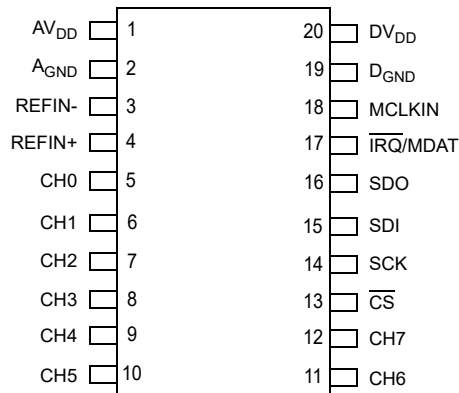 AVDD 1 20 DVDD
AGND 2 19 DGND
REFIN- 3 18 MCLKIN
REFIN+ 4 17 IRQ/MDAT
CH0 5 16 SDO
CH1 6 15 SDI
CH2 7 14 SCK
CH3 8 13 CS
CH4 9 12 CH7
CH5 10 11 CH6